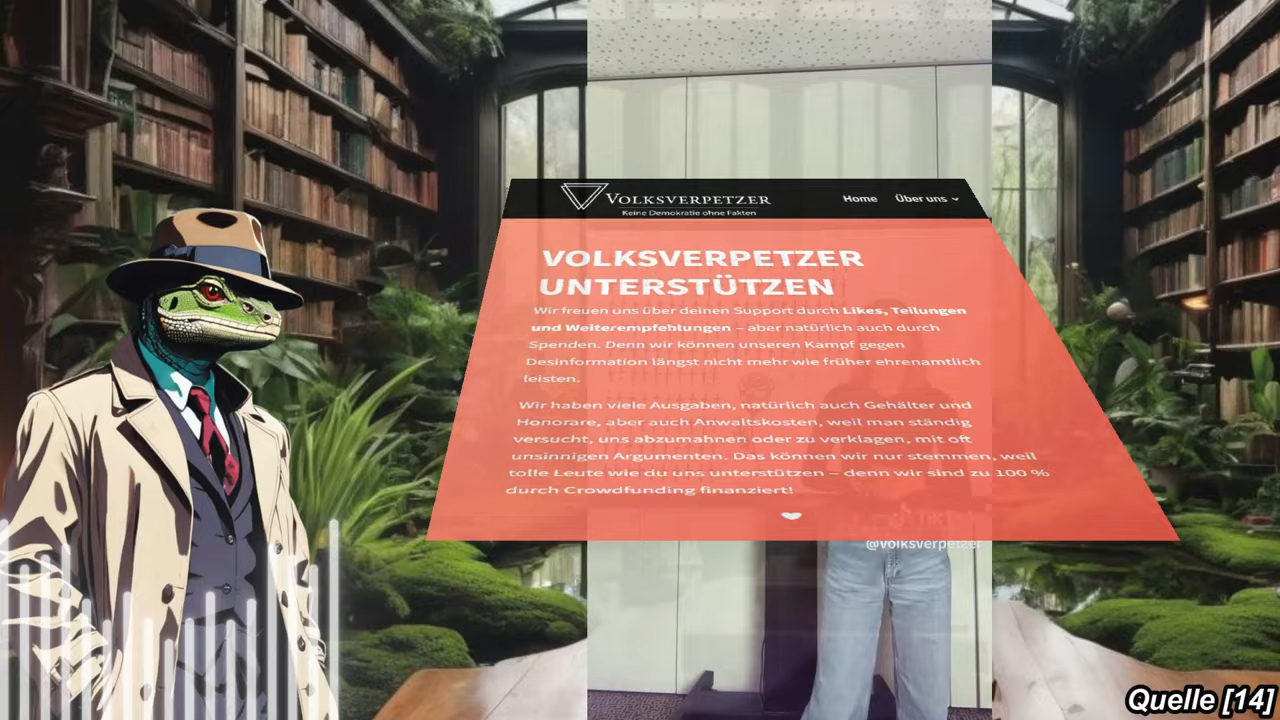 VOLKSVERPETZER
Keine Demokratie ohne Fakten
Home
Über uns
VOLKSVERPETZER
UNTERSTÜTZEN
Wir freuen uns über deinen Support durch Likes, Teilungen
und Weiterempfehlungen – aber natürlich auch durch
Spenden. Denn wir können unseren Kampf gegen
Desinformation längst nicht mehr wie früher ehrenamtlich
leisten.
Wir haben viele Ausgaben, natürlich auch Gehälter und
Honorare, aber auch Anwaltskosten, weil man ständig
versucht, uns abzumahnen oder zu verklagen, mit oft
unsinnigen Argumenten. Das können wir nur stemmen, weil
tolle Leute wie du uns unterstützen – denn wir sind zu 100 %
durch Crowdfunding finanziert!
@volksverpetzer
Quelle [14]